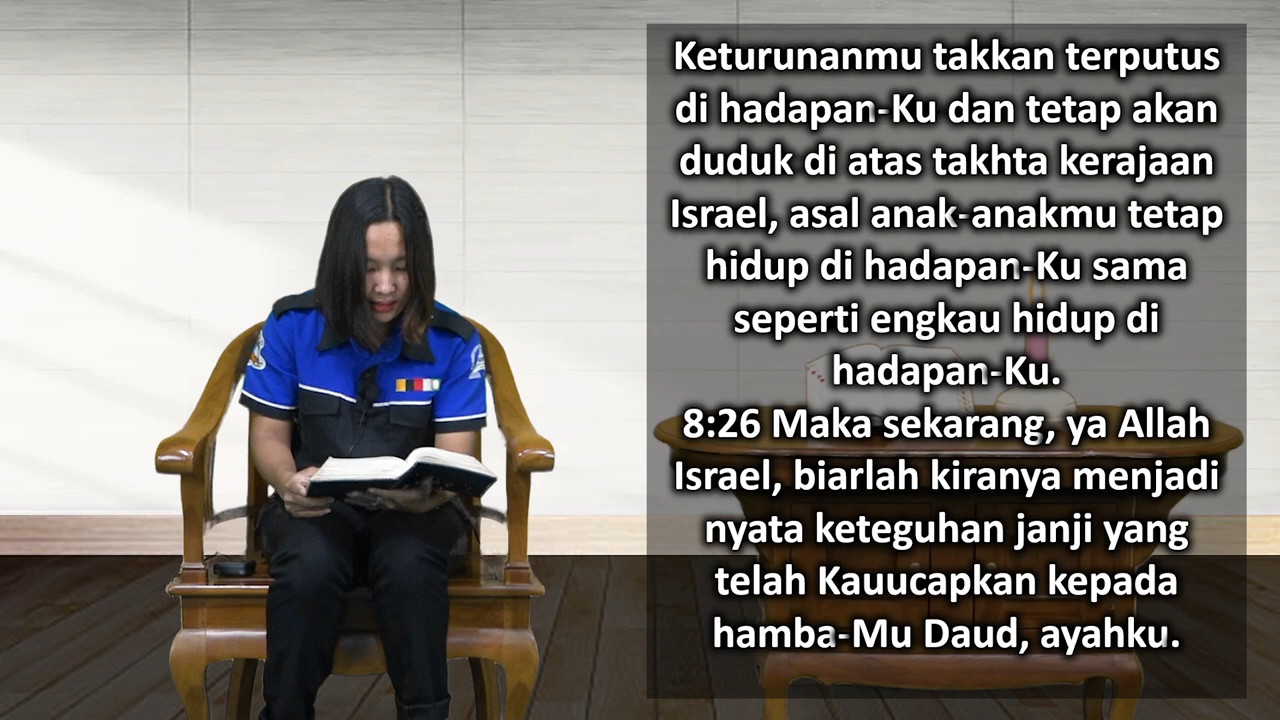 Keturunanmu takkan terputus
di hadapan-Ku dan tetap akan
duduk di atas takhta kerajaan
Israel, asal anak-anakmu tetap
hidup di hadapan-Ku sama
seperti engkau hidup di
hadapan-Ku.
8:26 Maka sekarang, ya Allah
Israel, biarlah kiranya menjadi
nyata keteguhan janji yang
telah Kauucapkan kepada
hamba-Mu Daud, ayahku.